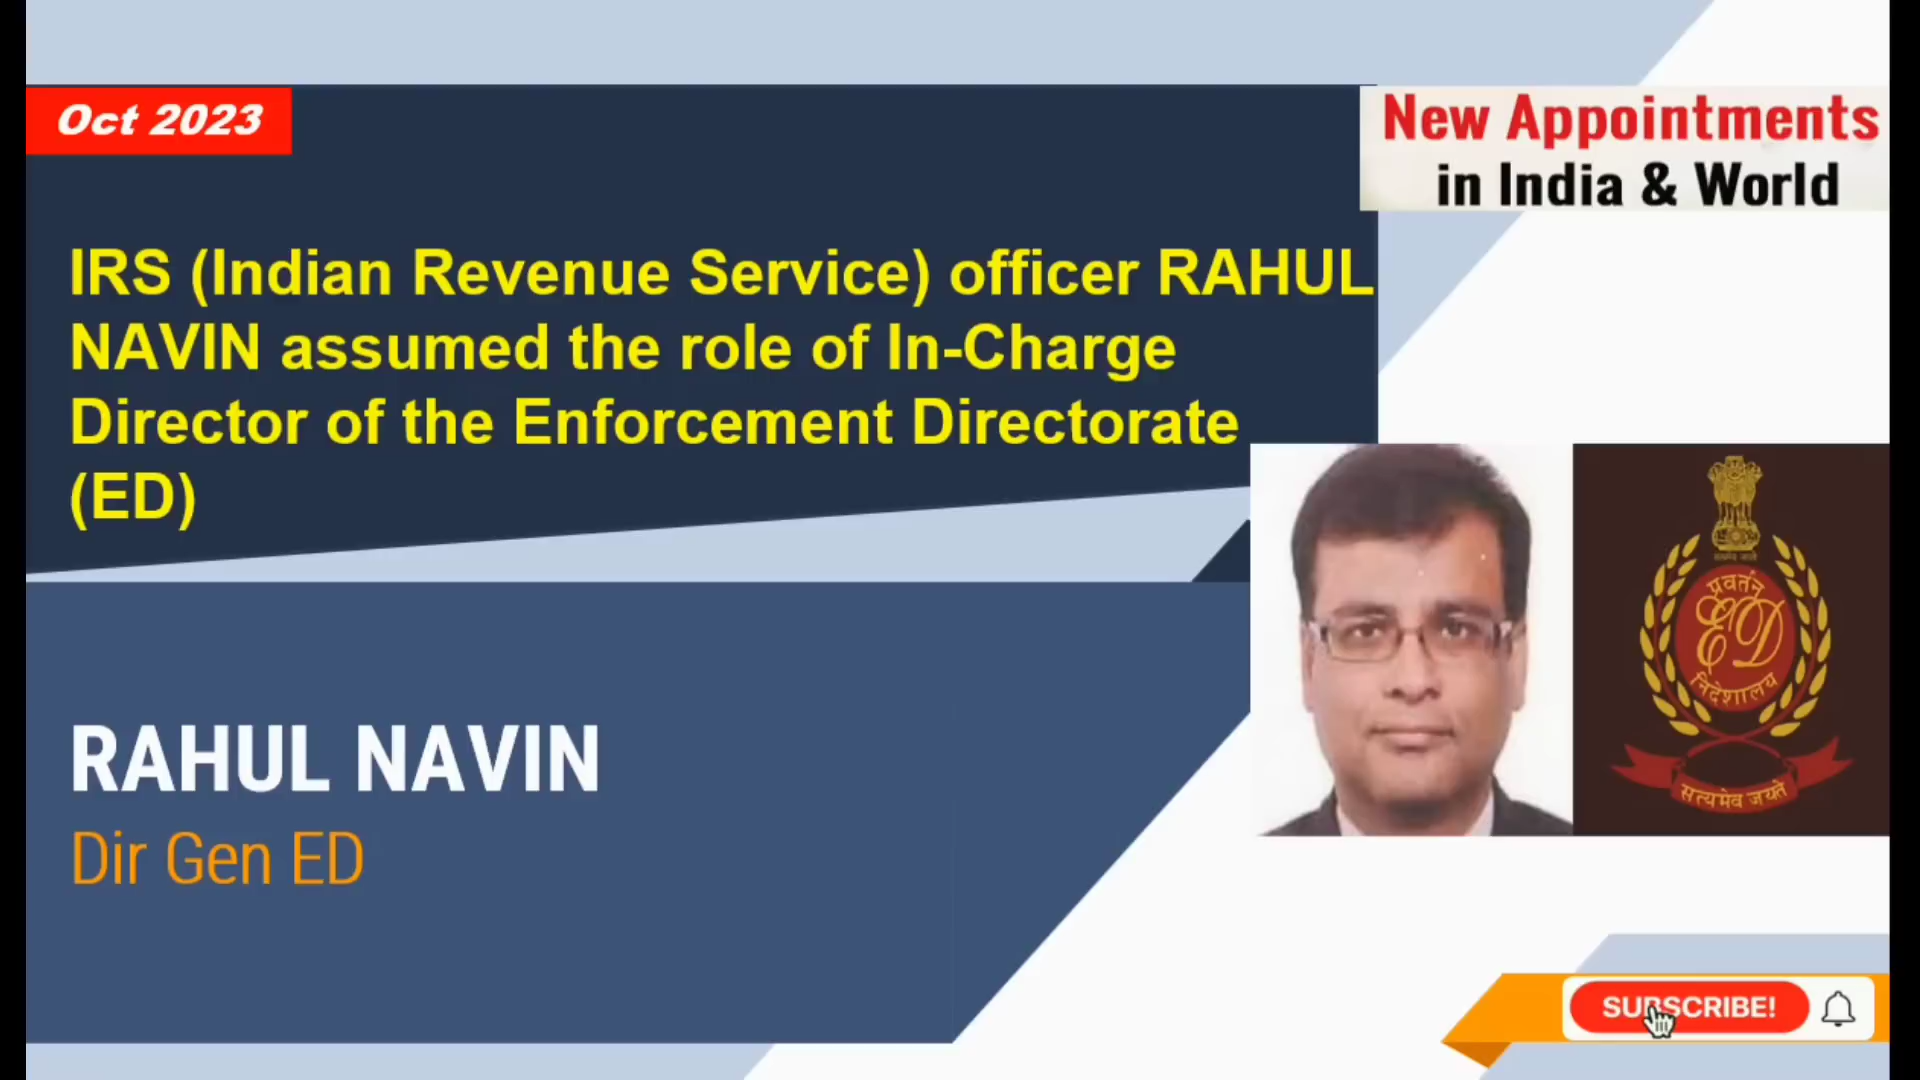 Oct 2023
New Appointments
in India & World
IRS (Indian Revenue Service) officer RAHUL
NAVIN assumed the role of In-Charge
Director of the Enforcement Directorate
(ED)
प्रवर्तन
ED
निदेशालय
सत्यमेव जयते
RAHUL NAVIN
Dir Gen ED
SUBSCRIBE!